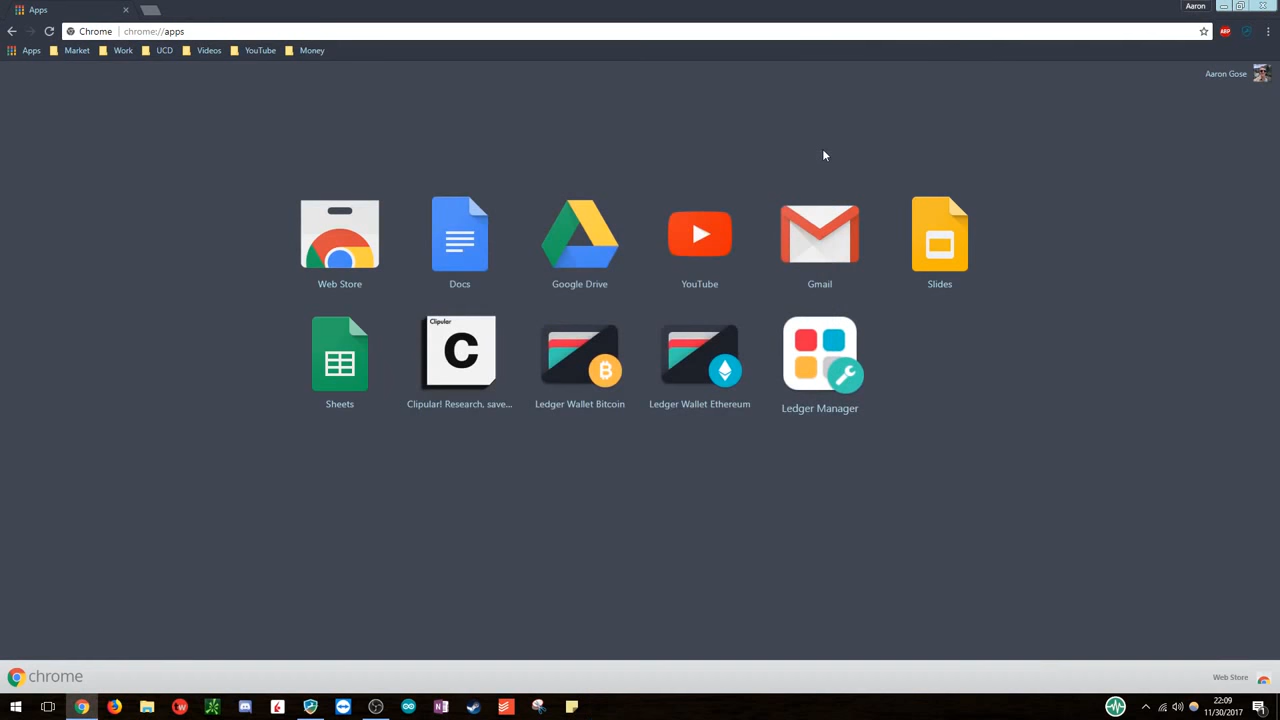 Apps
Aaron
Chrome chrome://apps
ABP
Apps Market Work UCD Videos YouTube Money
Aaron Gose
Web Store Docs Google Drive YouTube Gmail Slides
Clipular
C
Sheets Clipular! Research, save... Ledger Wallet Bitcoin Ledger Wallet Ethereum Ledger Manager
chrome
Web Store
22:09
11/30/2017